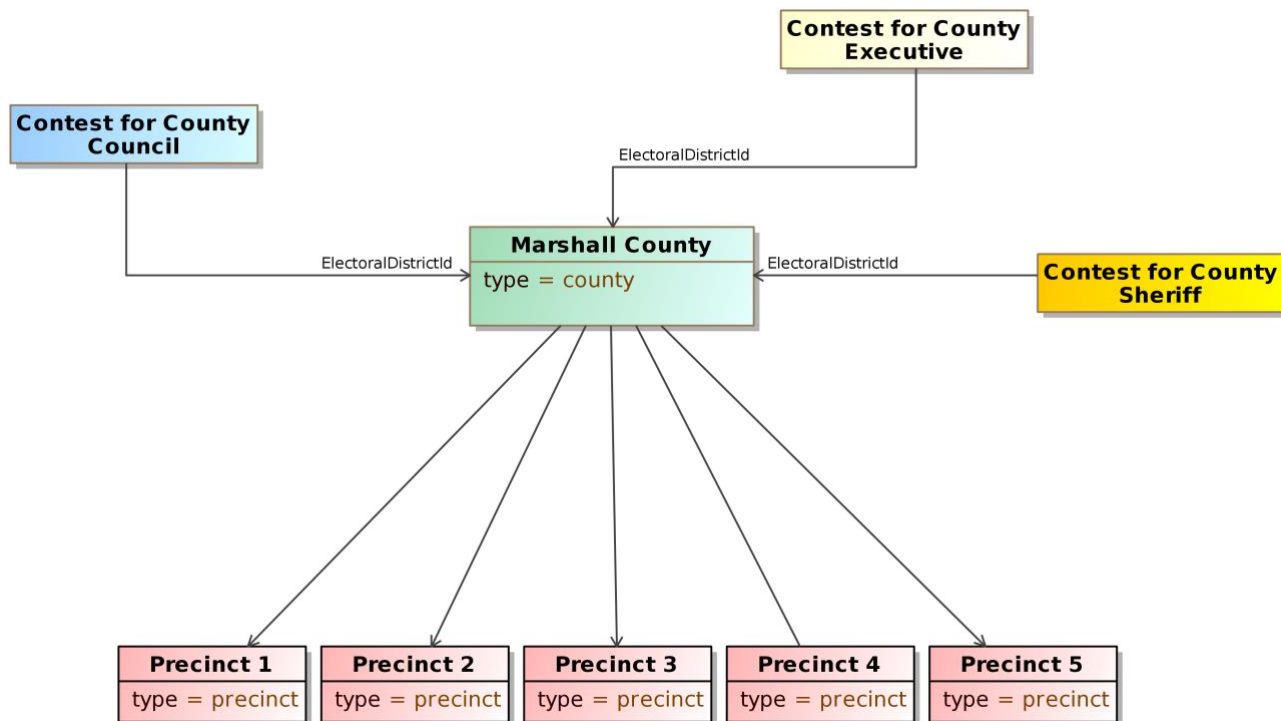 Contest for County
Executive
Contest for County
Council
ElectoralDistrictId
Marshall County
type = county
ElectoralDistrictId
ElectoralDistrictId
Contest for County
Sheriff
Precinct 1
type = precinct
Precinct 2
type = precinct
Precinct 3
type = precinct
Precinct 4
type = precinct
Precinct 5
type = precinct